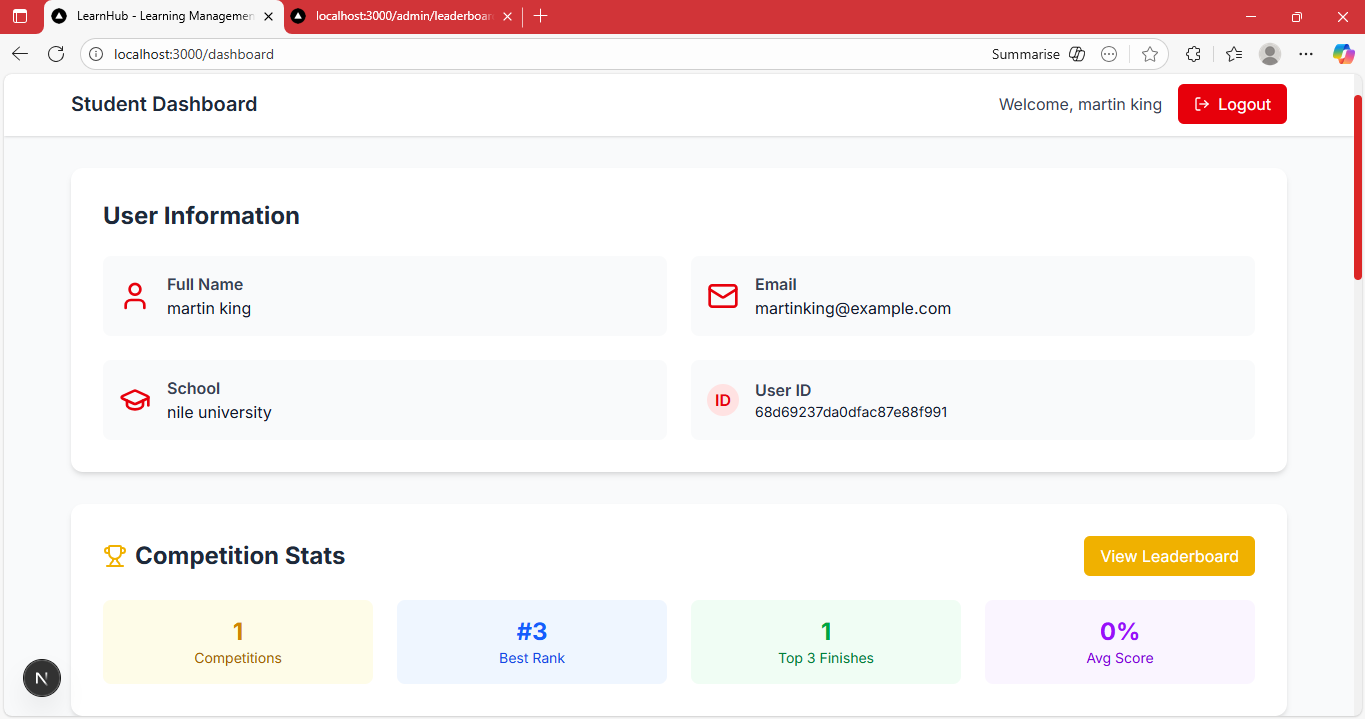 LearnHub - Learning Managemen
localhost:3000/admin/leaderboar
localhost:3000/dashboard
Summarise
Student Dashboard
Welcome, martin king
Logout
User Information
Full Name
martin king
Email
martinking@example.com
School
nile university
ID
User ID
68d69237da0dfac87e88f991
Competition Stats
View Leaderboard
1
Competitions
#3
Best Rank
1
Top 3 Finishes
0%
Avg Score
N